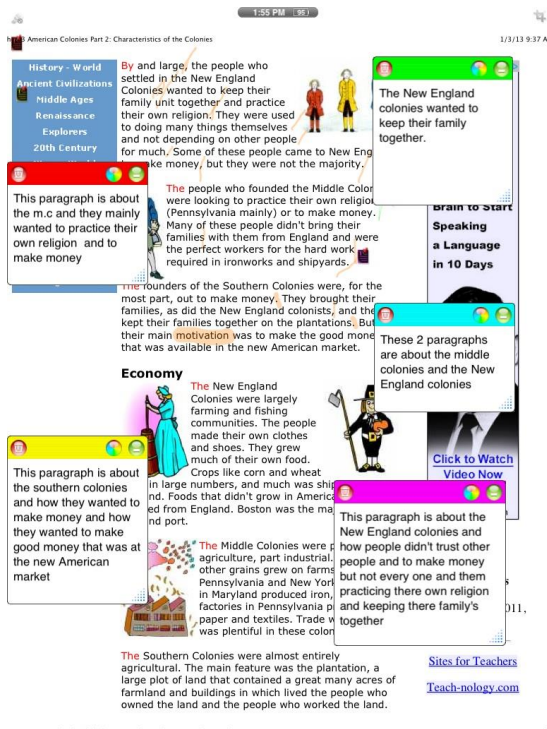 1:55 PM
95
American Colonies Part 2: Characteristics of the Colonies
1/3/13 9:37 A
History - World
Ancient Civilizations
Middle Ages
Renaissance
Explorers
20th Century
By and large, the people who
settled in the New England
Colonies wanted to keep their
family unit together and practice
their own religion. They were used
to doing many things themselves
and not depending on other people
for much. Some of these people came to New Eng
make money, but they were not the majority.
The New England
colonies wanted to
keep their family
together.
This paragraph is about
the m.c and they mainly
wanted to practice their
own religion and to
make money
The people who founded the Middle Color
were looking to practice their own religion
(Pennsylvania mainly) or to make money.
Many of these people didn't bring their
families with them from England and were
the perfect workers for the hard work
required in ironworks and shipyards.
Brain to Start
Speaking
a Language
in 10 Days
The founders of the Southern Colonies were, for the
most part, out to make money. They brought their
families, as did the New England colonists, and the
kept their families together on the plantations. But
their main motivation was to make the good mone
that was available in the new American market.
These 2 paragraphs
are about the middle
colonies and the New
England colonies
Economy
The New England
Colonies were largely
farming and fishing
communities. The people
made their own clothes
and shoes. They grew
much of their own food.
Crops like corn and wheat
in large numbers, and much was ship
nd. Foods that didn't grow in America
ed from England. Boston was the maj
nd port.
Click to Watch
Video Now
This paragraph is about
the southern colonies
and how they wanted to
make money and how
they wanted to make
good money that was at
the new American
market
This paragraph is about the
New England colonies and
how people didn't trust other
people and to make money
but not every one and them
practicing there own religion
and keeping there family's
together
The Middle Colonies were p
agriculture, part industrial.
other grains grew on farms
Pennsylvania and New York
in Maryland produced iron,
factories in Pennsylvania p
paper and textiles. Trade w
was plentiful in these colon
011,
The Southern Colonies were almost entirely
agricultural. The main feature was the plantation, a
large plot of land that contained a great many acres of
farmland and buildings in which lived the people who
owned the land and the people who worked the land.
Sites for Teachers
Teach-nology.com